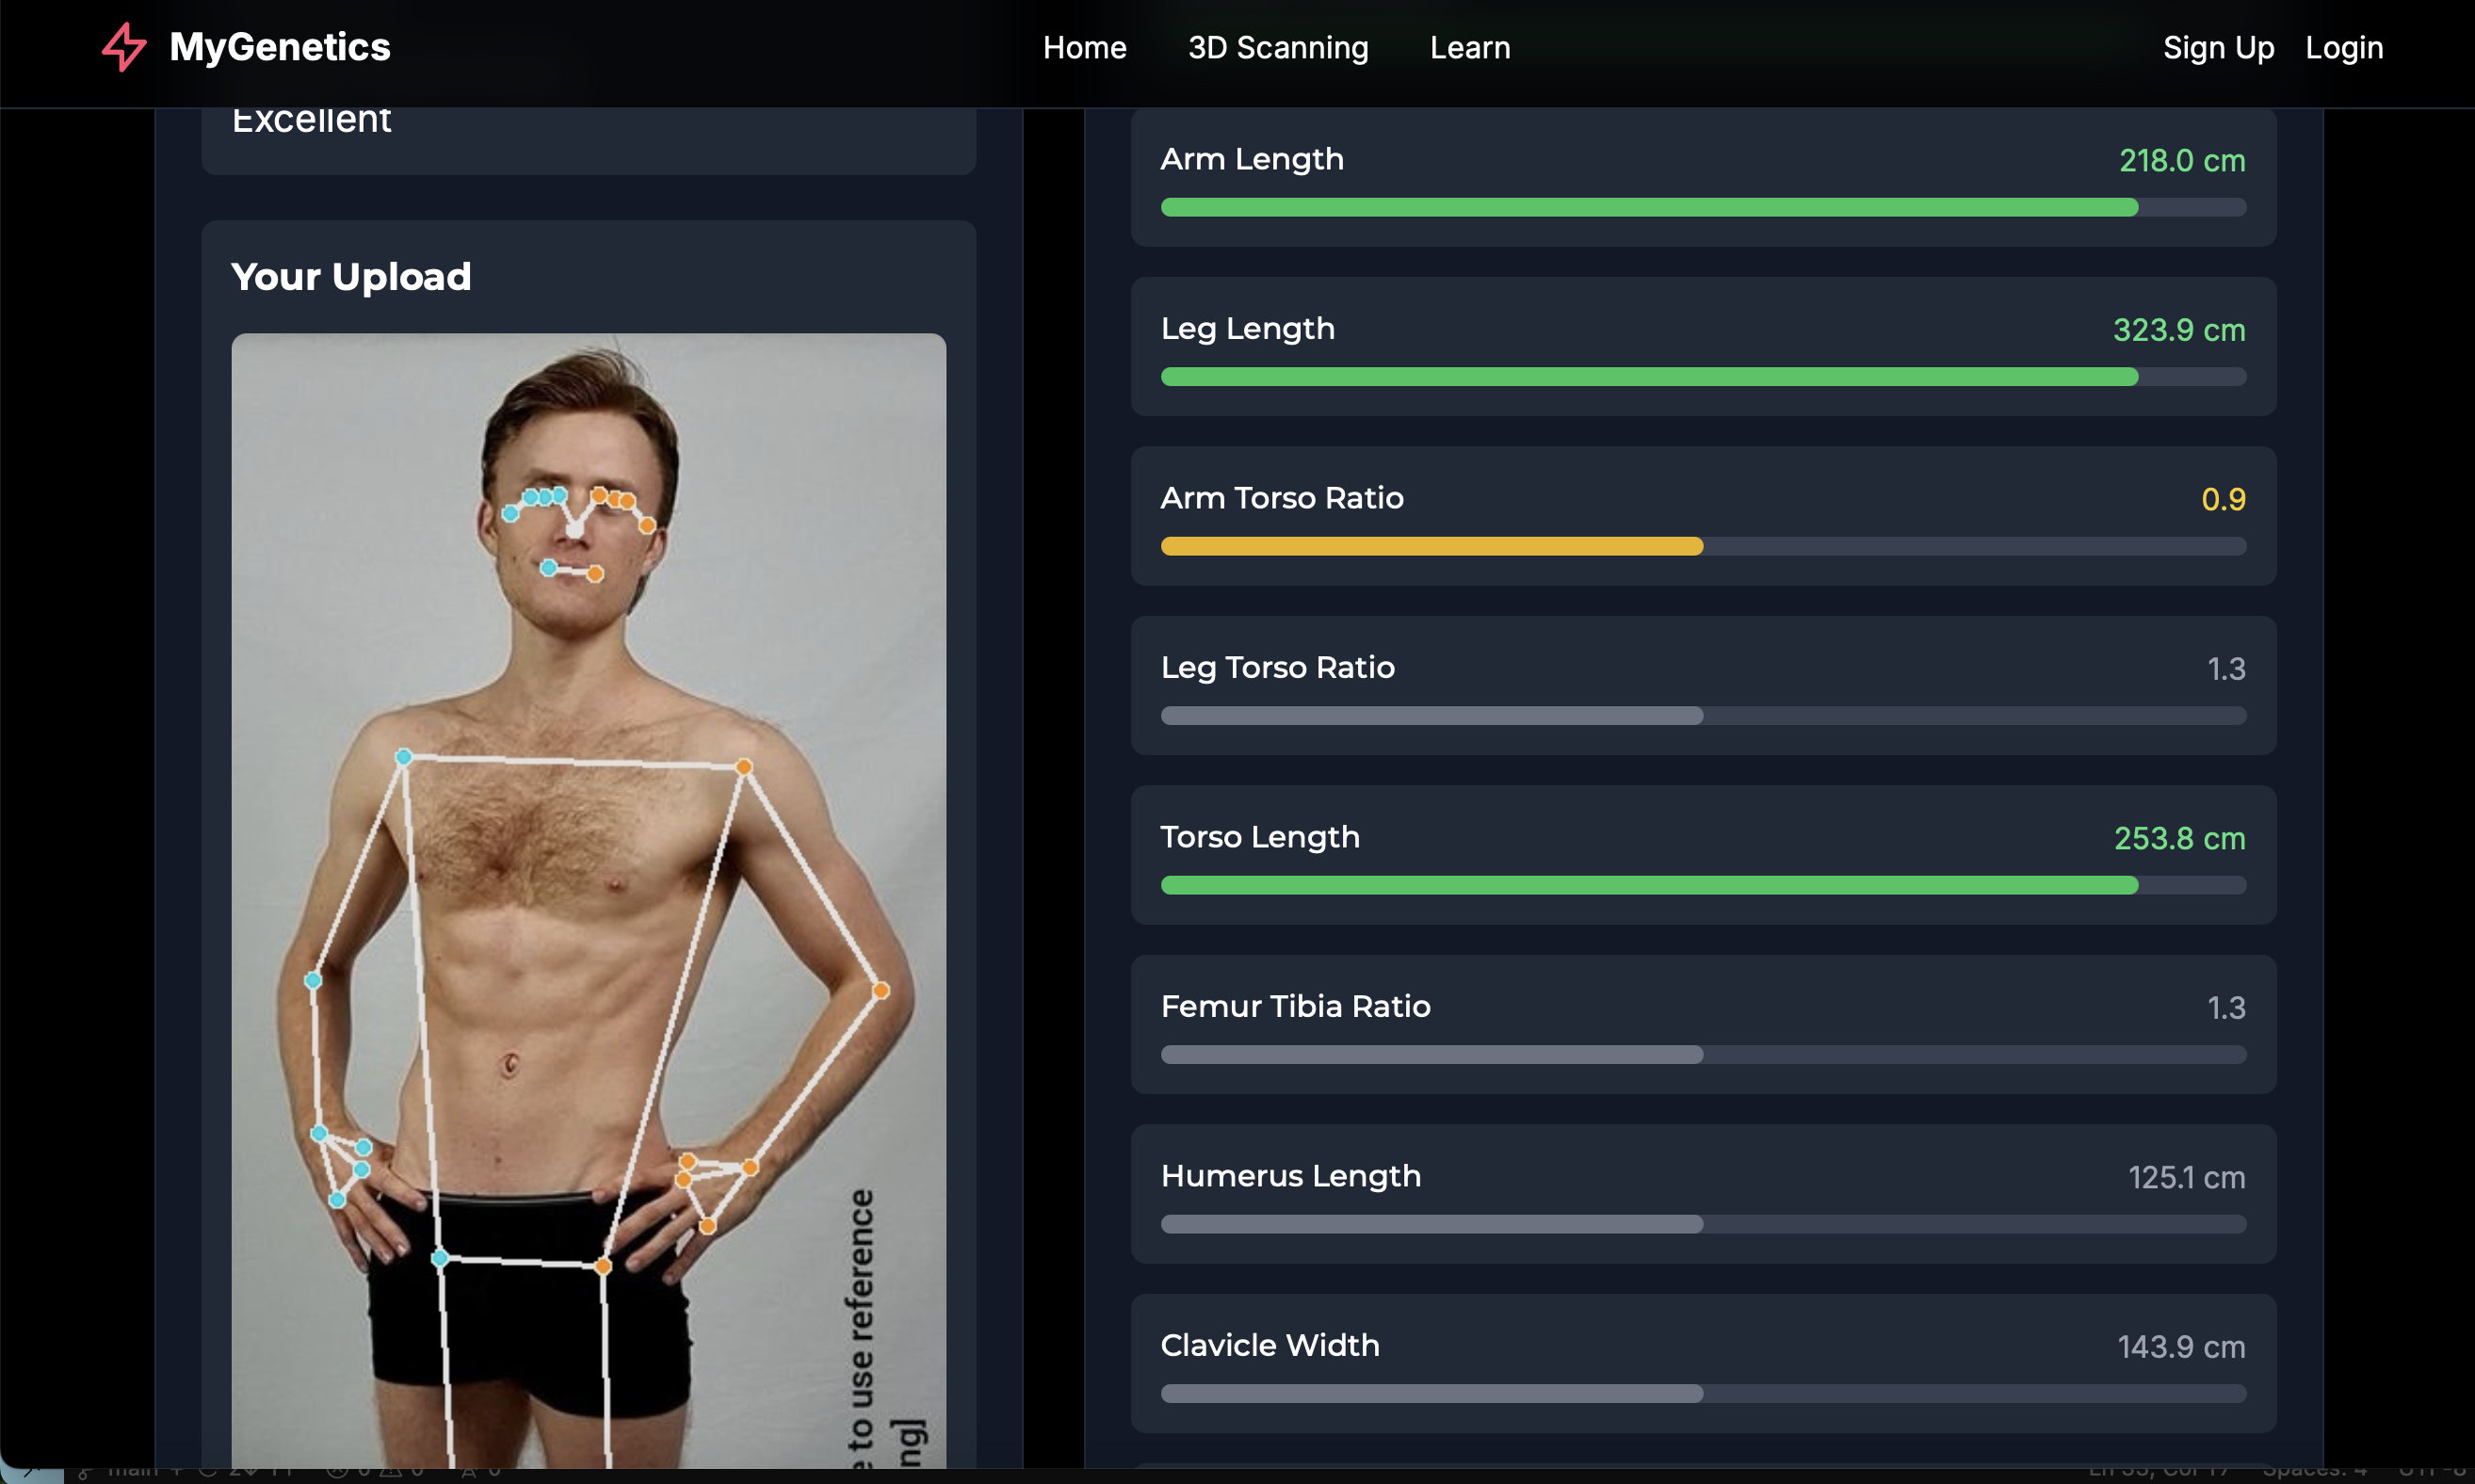 MyGenetics
Home
3D Scanning
Learn
Sign Up
Login
Excellent
Your Upload
e to use reference
ng]
Arm Length
218.0 cm
Leg Length
323.9 cm
Arm Torso Ratio
0.9
Leg Torso Ratio
1.3
Torso Length
253.8 cm
Femur Tibia Ratio
1.3
Humerus Length
125.1 cm
Clavicle Width
143.9 cm